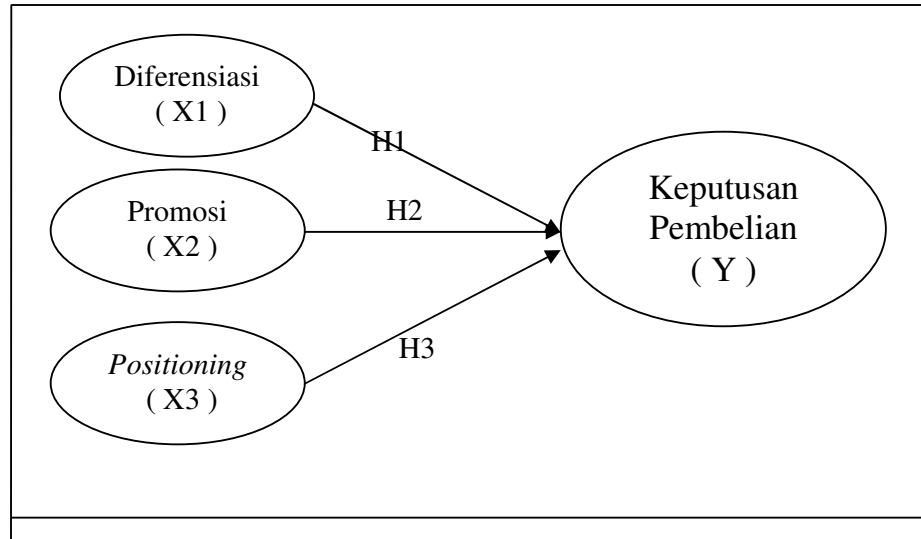 Diferensiasi
( X1 )
H1
Promosi
( X2 )
H2
Keputusan
Pembelian
( Y )
Positioning
( X3 )
H3